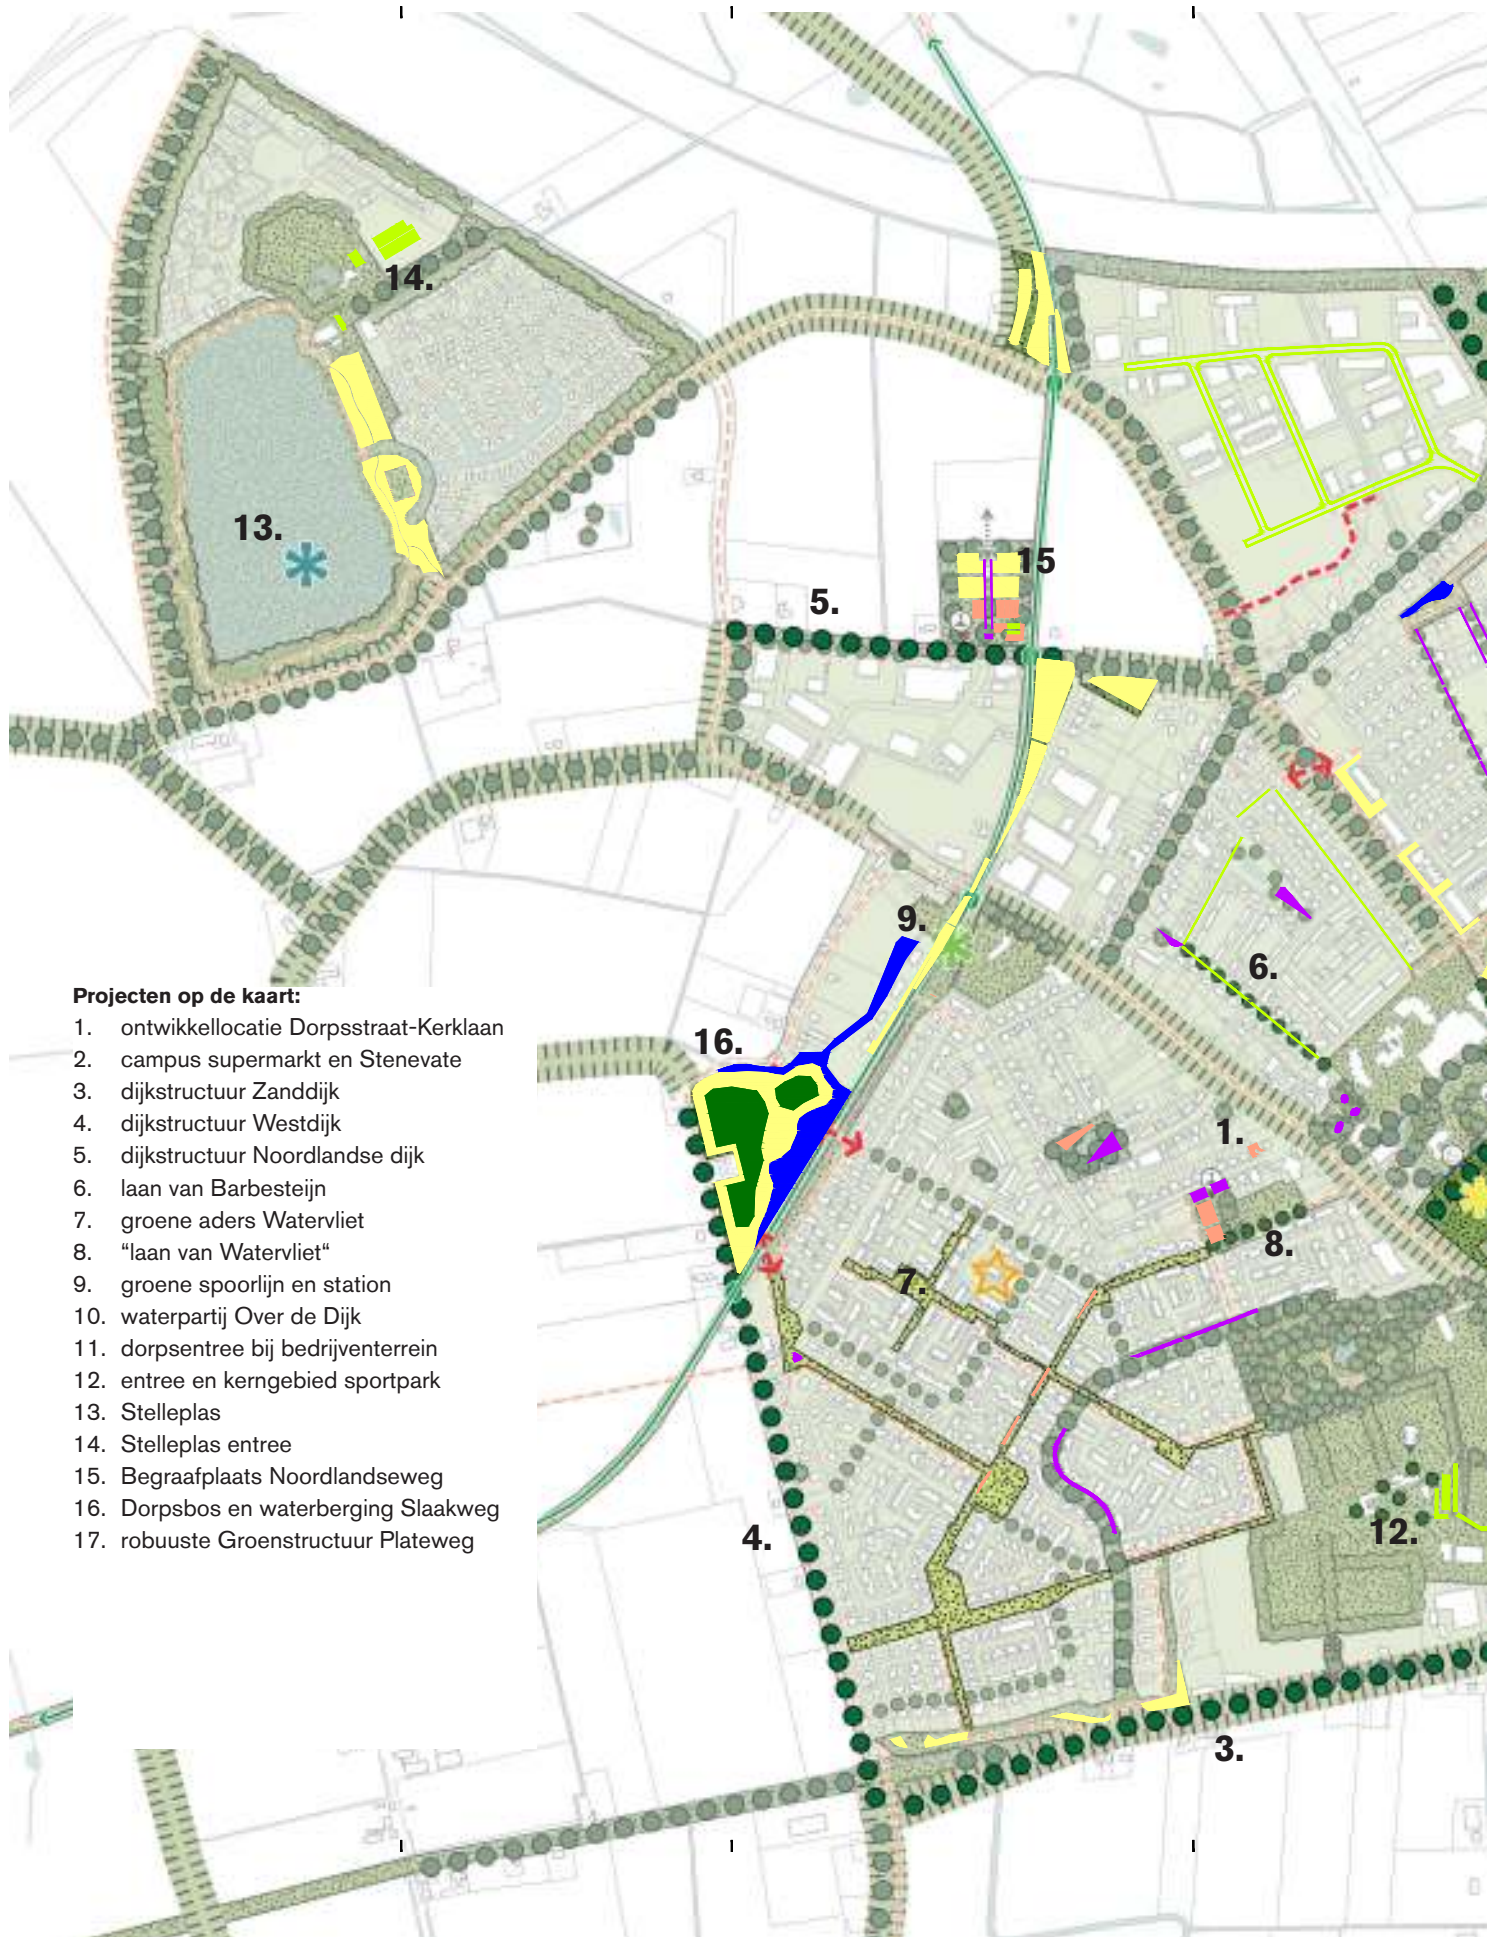 14.
13.
15
5.
9.
6.
Projecten op de kaart:
1. ontwikkellocatie Dorpsstraat-Kerklaan
2. campus supermarkt en Stenevate
3. dijkstructuur Zanddijk
4. dijkstructuur Westdijk
5. dijkstructuur Noordlandse dijk
6. laan van Barbesteijn
7. groene aders Watervliet
8. “laan van Watervliet“
9. groene spoorlijn en station
10. waterpartij Over de Dijk
11. dorpsentree bij bedrijventerrein
12. entree en kerngebied sportpark
13. Stelleplas
14. Stelleplas entree
15. Begraafplaats Noordlandseweg
16. Dorpsbos en waterberging Slaakweg
17. robuuste Groenstructuur Plateweg
16.
1.
8.
7.
12.
4.
3.